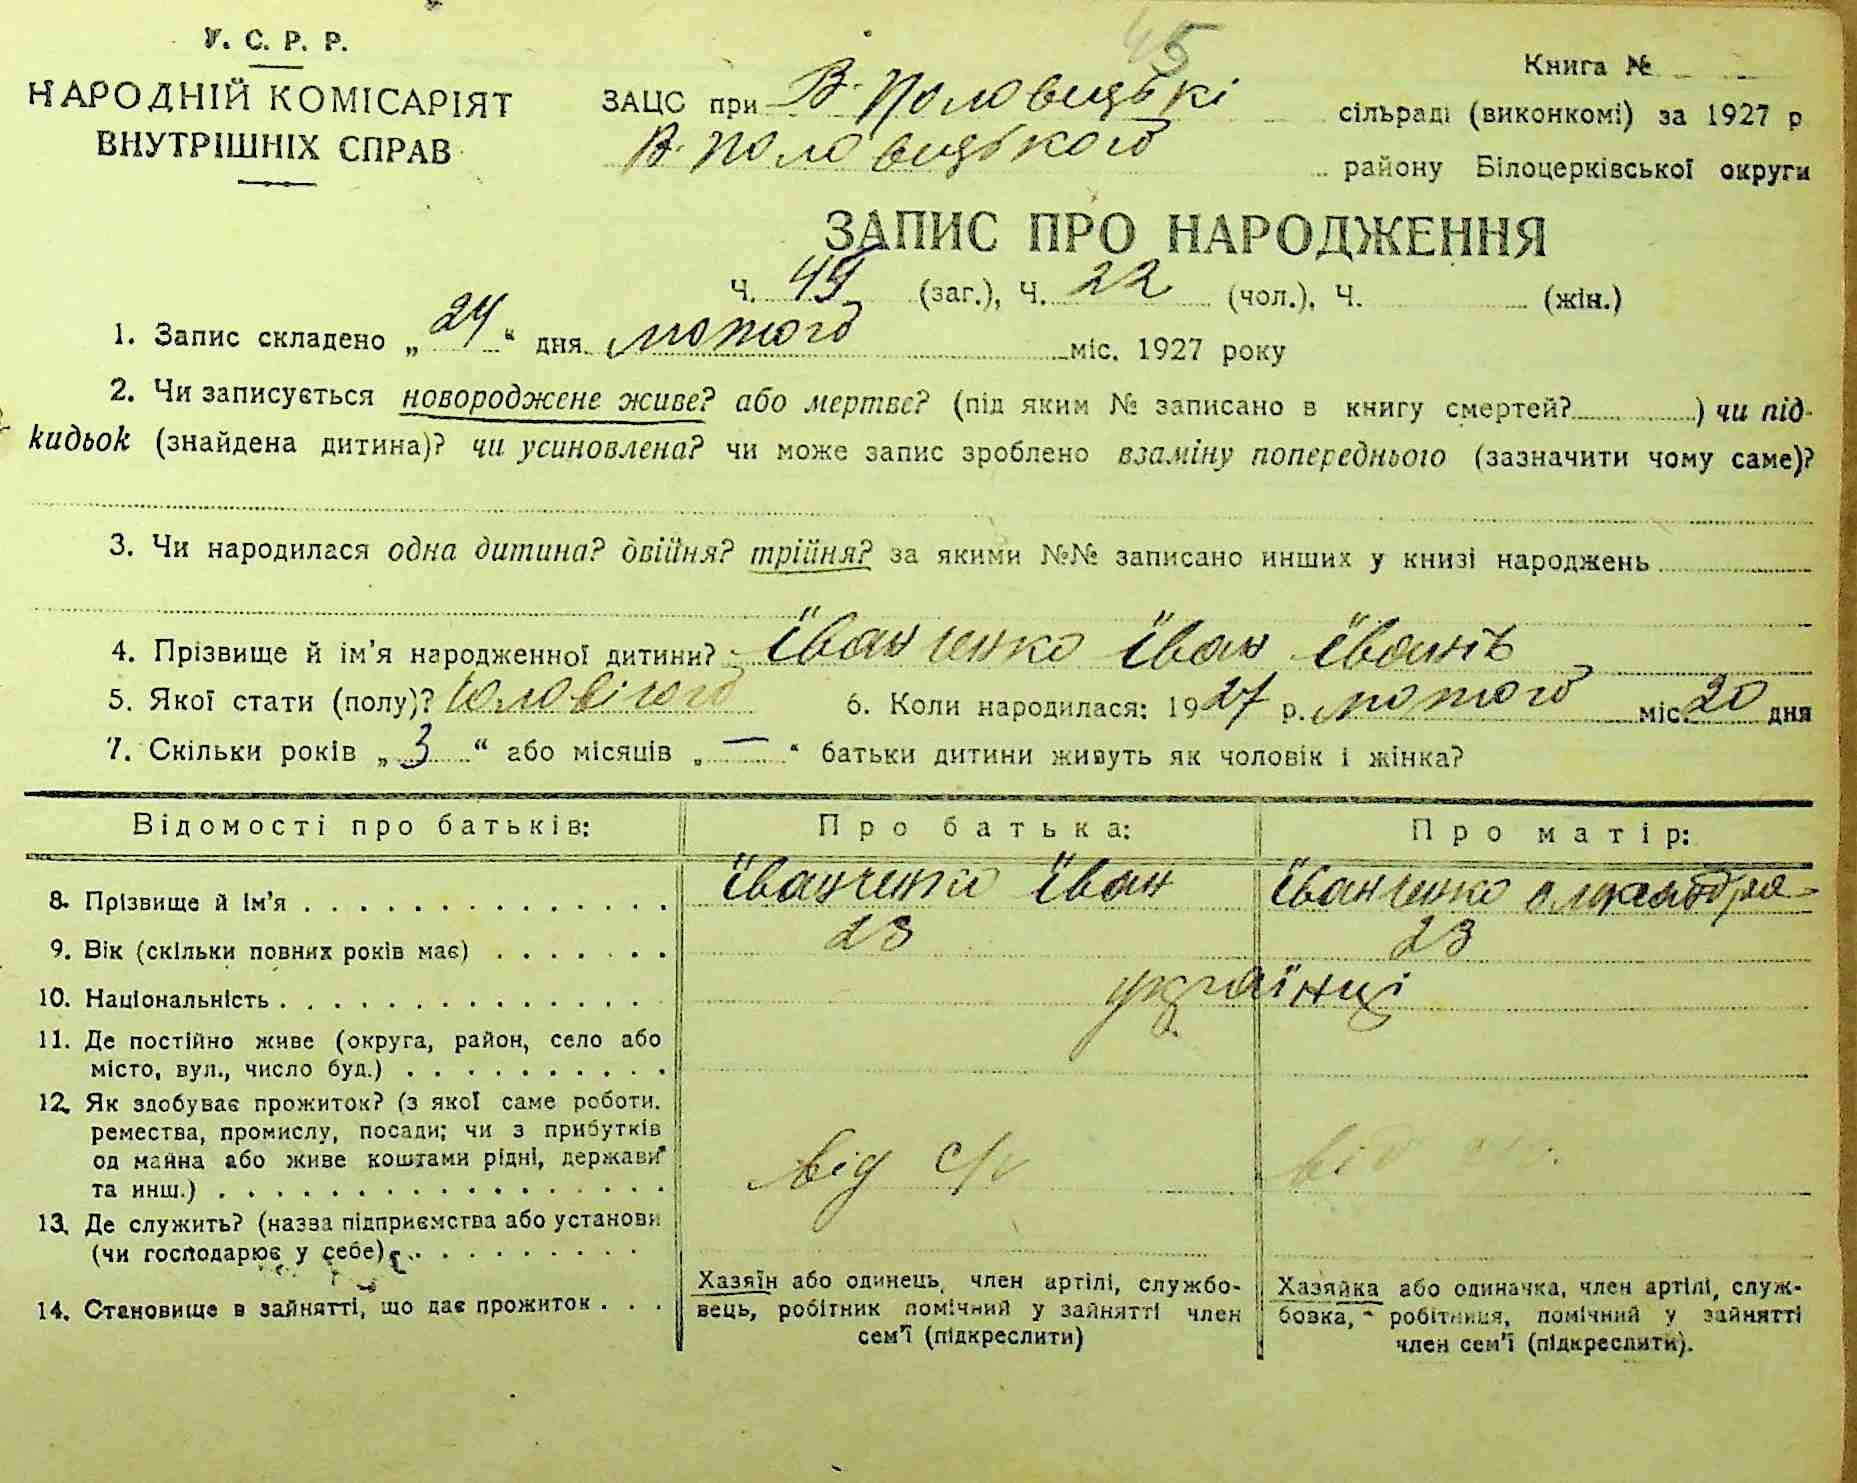 У. С. Р. Р.
НАРОДНІЙ КОМІСАРІЯТ
ВНУТРІШНІХ СПРАВ
45
Книга №
ЗАЦС при В-Половецькі сільраді (виконкомі) за 1927 р
В-Половецького району Білоцерківської округи
ЗАПИС ПРО НАРОДЖЕННЯ
Ч. 49 (заг.), Ч. 22 (чол.), Ч. (жін.)
1. Запис складено „24“ дня лютого міс. 1927 року
2. Чи записується новороджене живе? або мертве? (під яким № записано в книгу смертей? ) чи під-
кидьок (знайдена дитина)? чи усиновлена? чи може запис зроблено взаміну попереднього (зазначити чому саме)?
3. Чи народилася одна дитина? двійня? трійня? за якими №№ записано инших у книзі народжень
4. Прізвище й ім'я народженної дитини? Їванченко Їван Їванів
5. Якої стати (полу)? Чоловічого 6. Коли народилася: 1927 р. лютого міс. 20 дня
7. Скільки років „3“ або місяців „—“ батьки дитини живуть як чоловік і жінка?
Відомості про батьків: Про батька: Про матір:
8. Прізвище й ім'я Їванченко Їван Їванченко олександра
9. Вік (скільки повних років має) 23 23
10. Національність українці
11. Де постійно живе (округа, район, село або
місто, вул., число буд.)
12. Як здобуває прожиток? (з якої саме роботи.
ремества, промислу, посади; чи з прибутків
од майна або живе коштами рідні, держави
та инш.) від с/г від с/г.
13. Де служить? (назва підприємства або установи
(чи господарює у себе)
14. Становище в зайнятті, що дає прожиток
Хазяїн або одинець, член артілі, службо-
вець, робітник помічний у зайнятті член
сем'ї (підкреслити)
Хазяйка або одиначка, член артілі, служ-
бовка, робітниця, помічний у зайнятті
член сем'ї (підкреслити).